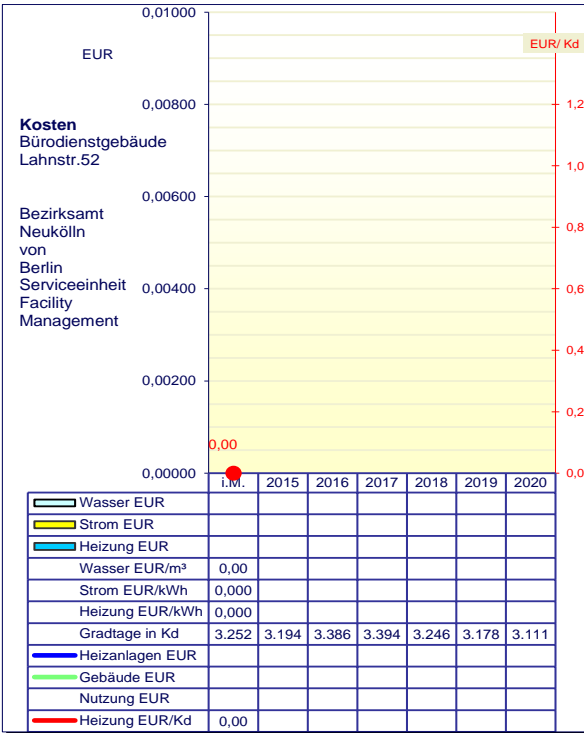 0,01000
EUR
EUR/ Kd
0,00800
1,2
Kosten
Bürodienstgebäude
Lahnstr.52
1,0
0,00600
Bezirksamt
Neukölln
von
Berlin
Serviceeinheit
Facility
Management
0,8
0,00400
0,6
0,4
0,00200
0,2
0,00
0,00000
0,0
i.M. 2015 2016 2017 2018 2019 2020
Wasser EUR
Strom EUR
Heizung EUR
Wasser EUR/m³ 0,00
Strom EUR/kWh 0,000
Heizung EUR/kWh 0,000
Gradtage in Kd 3.252 3.194 3.386 3.394 3.246 3.178 3.111
Heizanlagen EUR
Gebäude EUR
Nutzung EUR
Heizung EUR/Kd 0,00